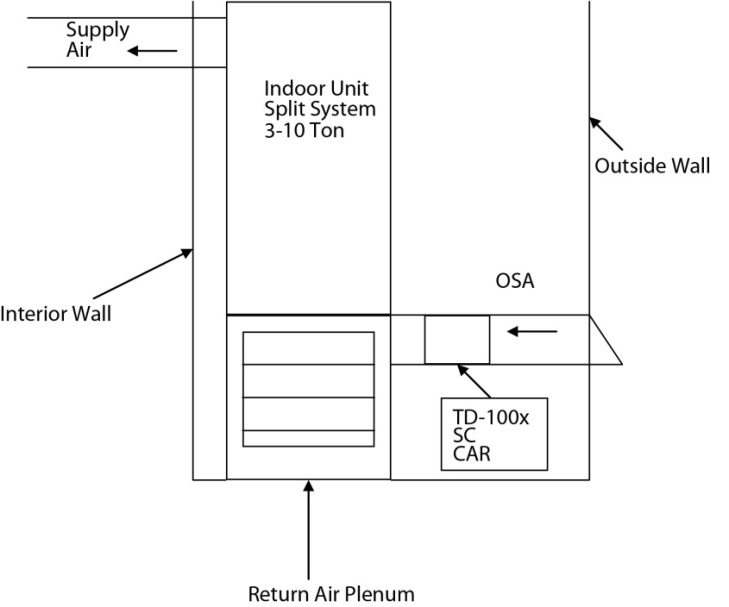 Supply
Air
Indoor Unit
Split System
3-10 Ton
Outside Wall
OSA
Interior Wall
TD-100x
SC
CAR
Return Air Plenum